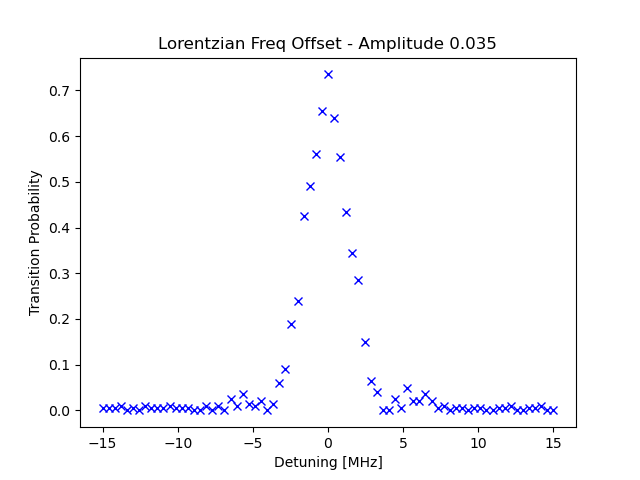 Lorentzian Freq Offset - Amplitude 0.035
Transition Probability
0.7
0.6
0.5
0.4
0.3
0.2
0.1
0.0
−15 −10 −5 0 5 10 15
Detuning [MHz]